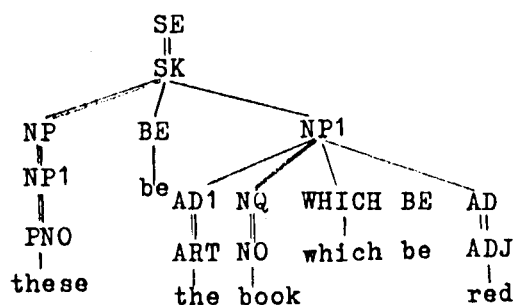 SE
SK
NP BE NP1
NP1 be AD1 NQ WHICH BE AD
PNO ART NO which be ADJ
these the book red